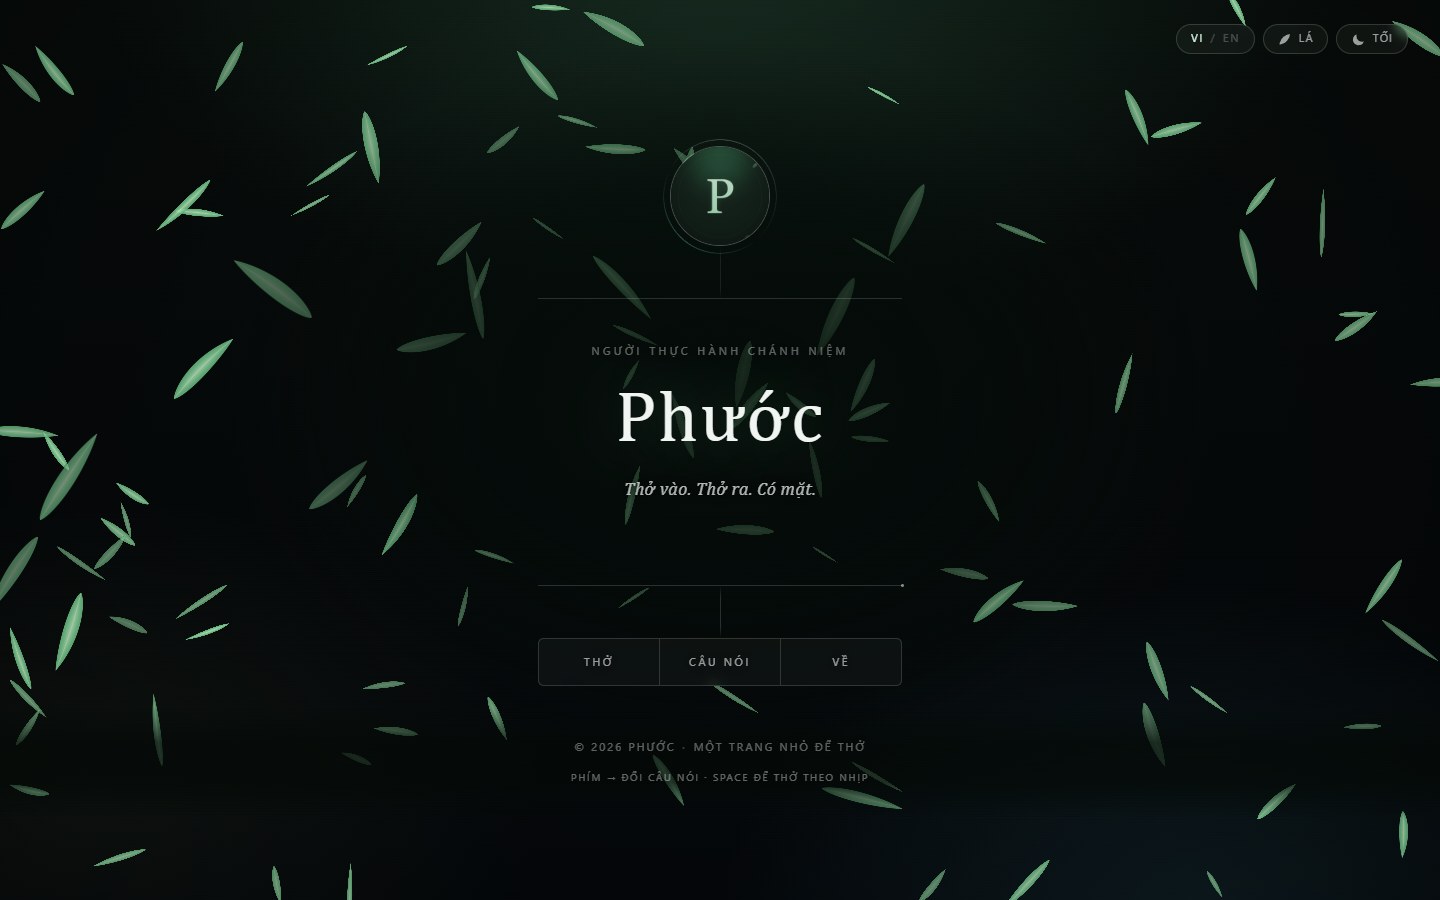 VI / EN
LÁ
TỐI
P
NGƯỜI THỰC HÀNH CHÁNH NIỆM
Phước
Thở vào. Thở ra. Có mặt.
THỞ
CÂU NÓI
VỀ
© 2026 PHƯỚC · MỘT TRANG NHỎ ĐỂ THỞ
PHÍM → ĐỔI CÂU NÓI · SPACE ĐỂ THỞ THEO NHỊP